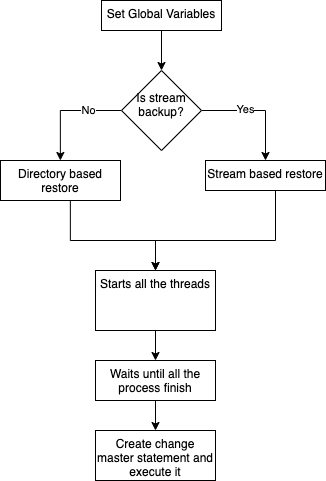 Set Global Variables
Is stream
backup?
No
Yes
Directory based
restore
Stream based restore
Starts all the threads
Waits until all the
process finish
Create change
master statement and
execute it